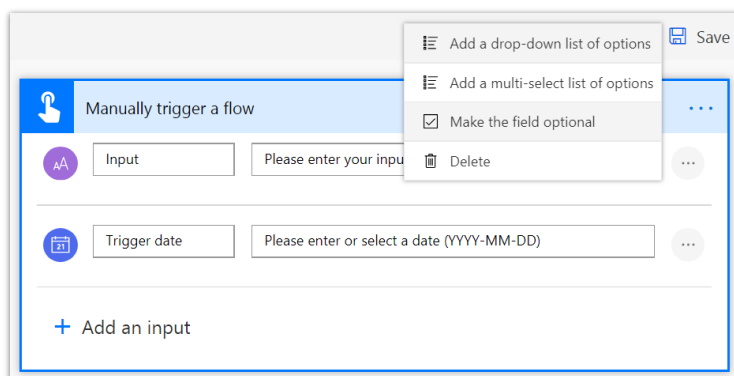 Add a drop-down list of options
Save
Add a multi-select list of options
Manually trigger a flow
Make the field optional
Delete
AA
Input
Please enter your inpu
21
Trigger date
Please enter or select a date (YYYY-MM-DD)
Add an input